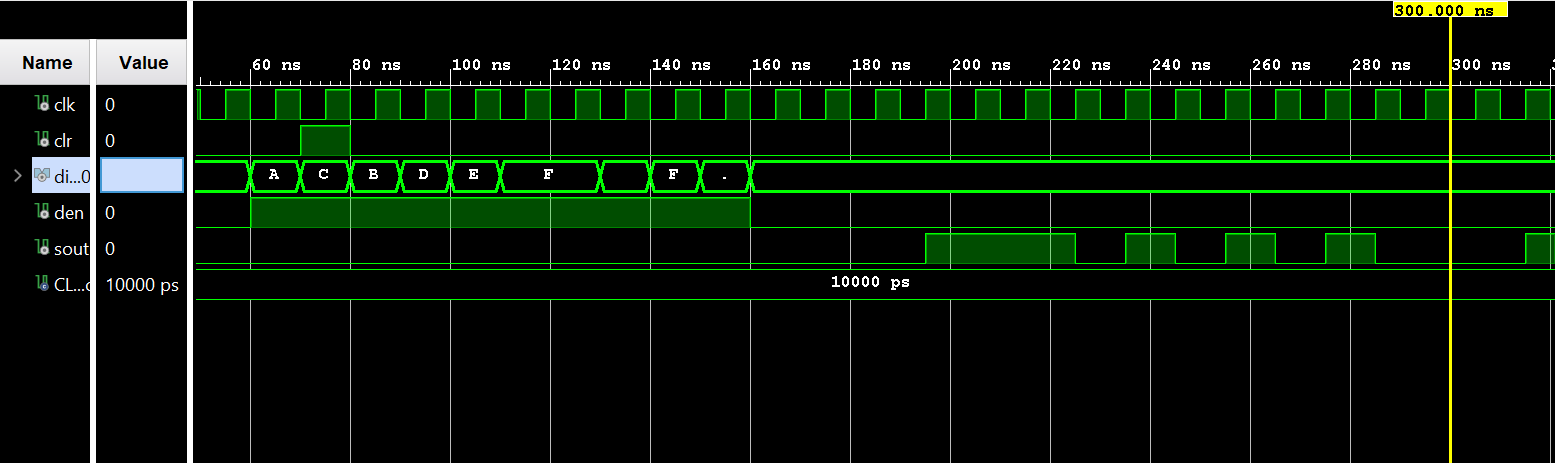 300.000 ns
Name Value
60 ns 80 ns 100 ns 120 ns 140 ns 160 ns 180 ns 200 ns 220 ns 240 ns 260 ns 280 ns 300 ns 3
clk 0
clr 0
di...0 A C B D E F F .
den 0
sout 0
CL...c 10000 ps 10000 ps